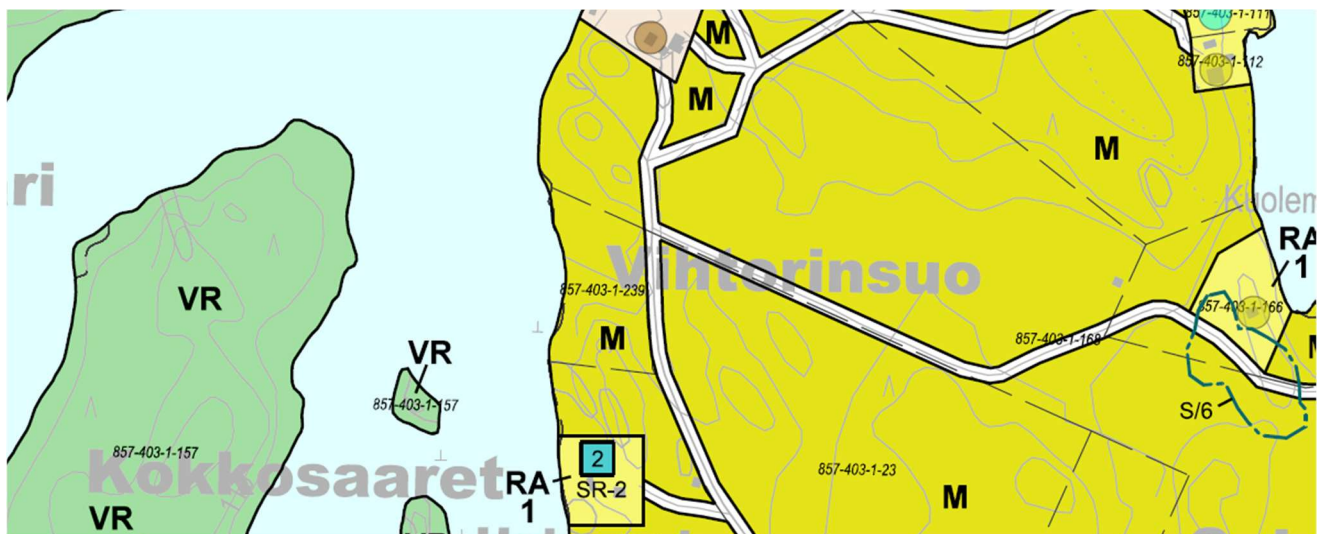 857-403-1-111
M
857-403-1-112
M
M
ri
Kuolem
RA
1
Vihtorinsuo
857-403-1-239
857-403-1-166
VR
M
857-403-1-168
VR
857-403-1-157
S/6
857-403-1-157
857-403-1-23
2
Kokkosaaret
RA
1
SR-2
VR
M